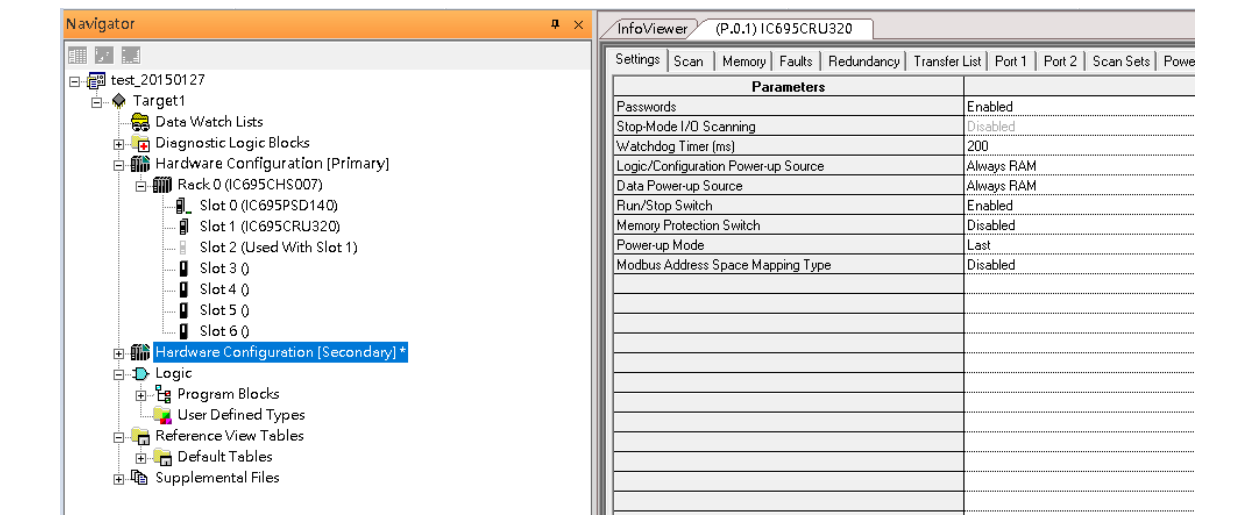 Navigator
test_20150127
Target1
Data Watch Lists
Diagnostic Logic Blocks
Hardware Configuration [Primary]
Rack 0 (IC695CHS007)
Slot 0 (IC695PSD140)
Slot 1 (IC695CRU320)
Slot 2 (Used With Slot 1)
Slot 3 ()
Slot 4 ()
Slot 5 ()
Slot 6 ()
Hardware Configuration [Secondary] *
Logic
Program Blocks
User Defined Types
Reference View Tables
Default Tables
Supplemental Files
InfoViewer (P.0.1) IC695CRU320
Settings Scan Memory Faults Redundancy Transfer List Port 1 Port 2 Scan Sets Powe
Parameters
Passwords Enabled
Stop-Mode I/O Scanning Disabled
Watchdog Timer (ms) 200
Logic/Configuration Power-up Source Always RAM
Data Power-up Source Always RAM
Run/Stop Switch Enabled
Memory Protection Switch Disabled
Power-up Mode Last
Modbus Address Space Mapping Type Disabled